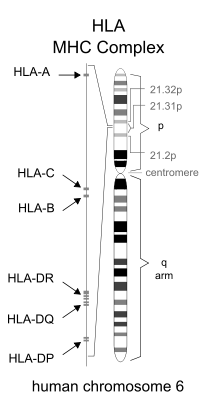 HLA
MHC Complex
HLA-A
21.32p
21.31p
p
21.2p
HLA-C
centromere
HLA-B
q
arm
HLA-DR
HLA-DQ
HLA-DP
human chromosome 6